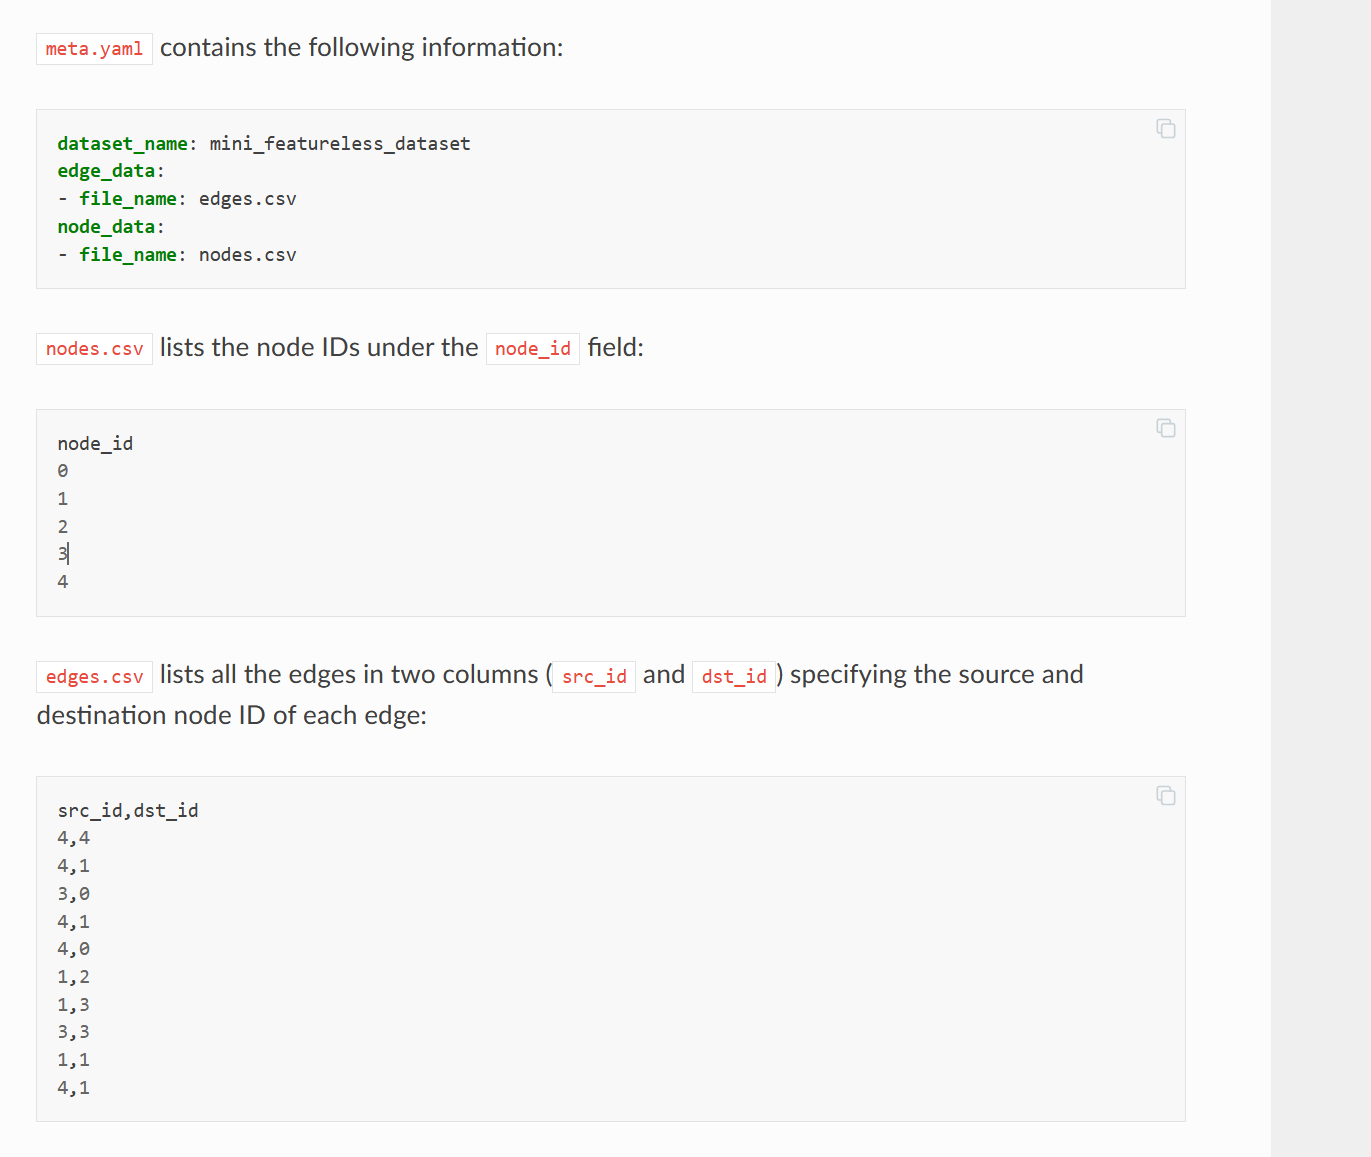 meta.yaml contains the following information:
dataset_name: mini_featureless_dataset
edge_data:
- file_name: edges.csv
node_data:
- file_name: nodes.csv
nodes.csv lists the node IDs under the node_id field:
node_id
0
1
2
3
4
edges.csv lists all the edges in two columns (src_id and dst_id) specifying the source and
destination node ID of each edge:
src_id,dst_id
4,4
4,1
3,0
4,1
4,0
1,2
1,3
3,3
1,1
4,1